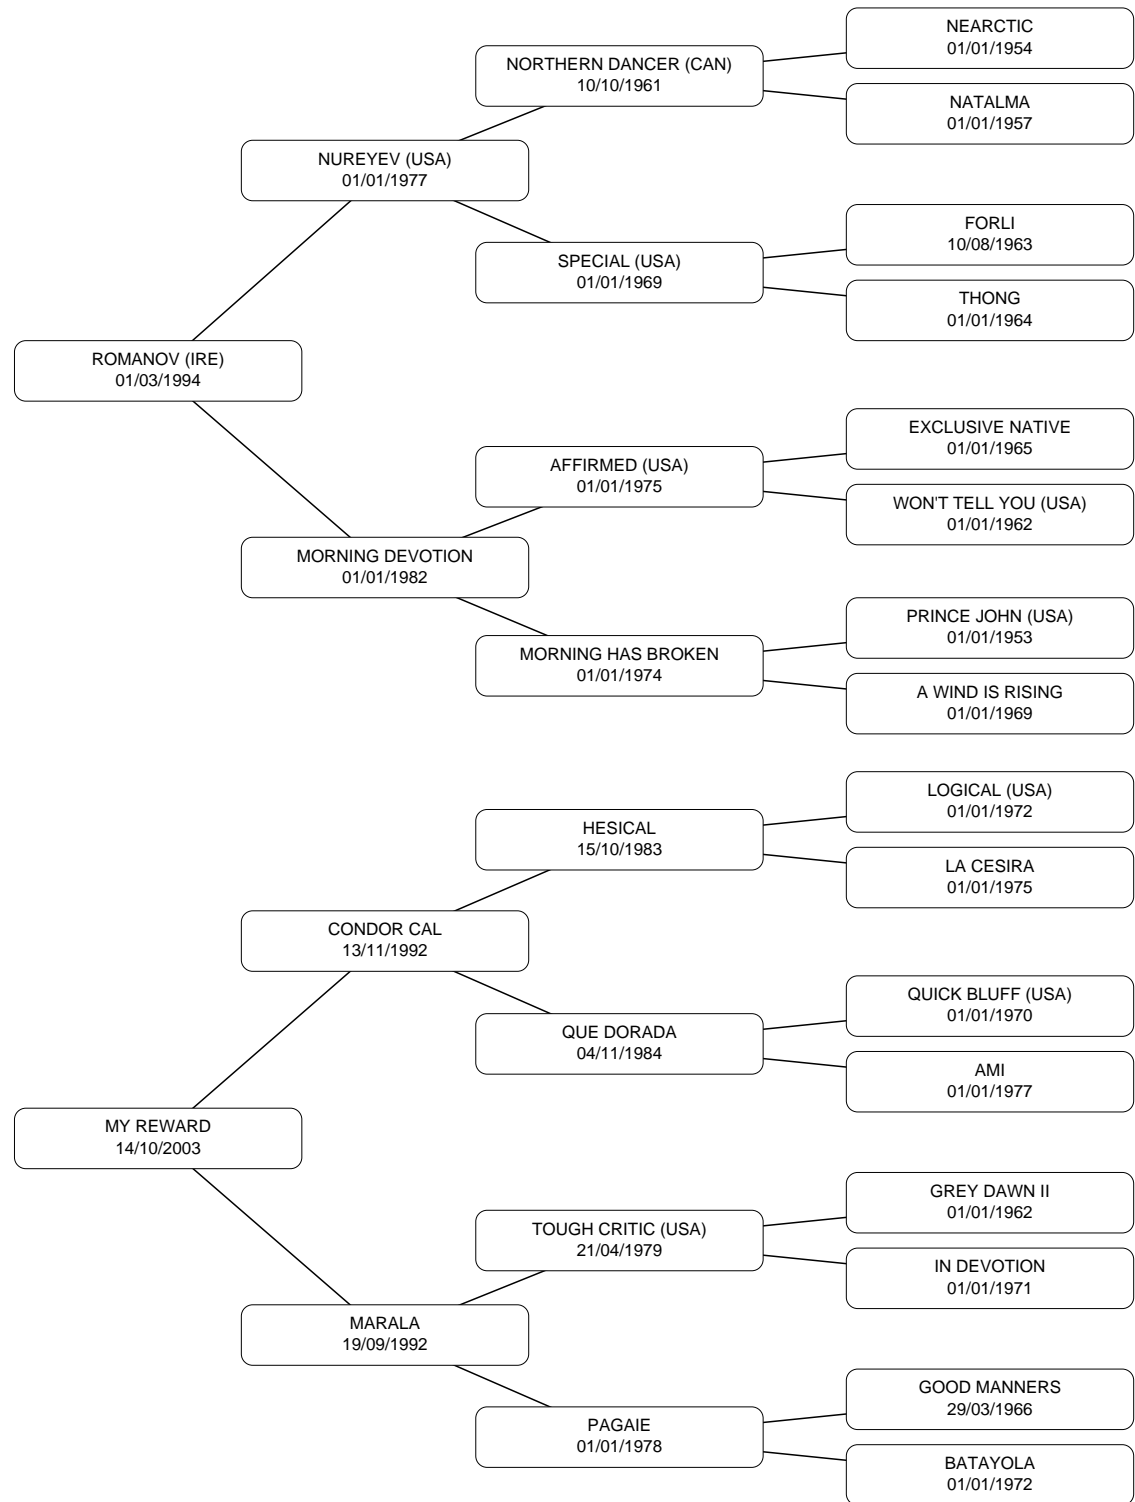 NEARCTIC
01/01/1954
NORTHERN DANCER (CAN)
10/10/1961
NATALMA
01/01/1957
NUREYEV (USA)
01/01/1977
FORLI
10/08/1963
SPECIAL (USA)
01/01/1969
THONG
01/01/1964
ROMANOV (IRE)
01/03/1994
EXCLUSIVE NATIVE
01/01/1965
AFFIRMED (USA)
01/01/1975
WON'T TELL YOU (USA)
01/01/1962
MORNING DEVOTION
01/01/1982
PRINCE JOHN (USA)
01/01/1953
MORNING HAS BROKEN
01/01/1974
A WIND IS RISING
01/01/1969
LOGICAL (USA)
01/01/1972
HESICAL
15/10/1983
LA CESIRA
01/01/1975
CONDOR CAL
13/11/1992
QUICK BLUFF (USA)
01/01/1970
QUE DORADA
04/11/1984
AMI
01/01/1977
MY REWARD
14/10/2003
GREY DAWN II
01/01/1962
TOUGH CRITIC (USA)
21/04/1979
IN DEVOTION
01/01/1971
MARALA
19/09/1992
GOOD MANNERS
29/03/1966
PAGAIE
01/01/1978
BATAYOLA
01/01/1972